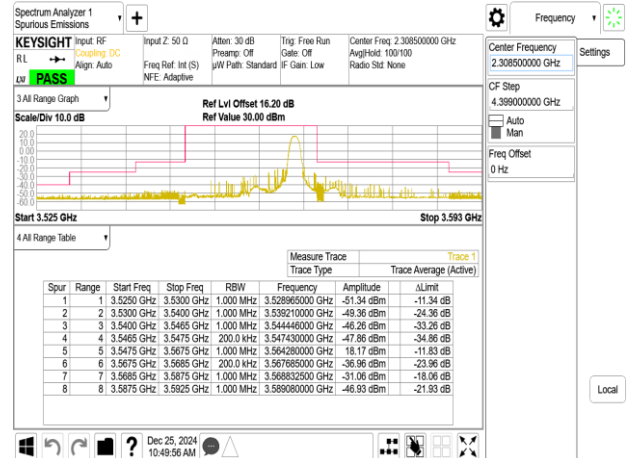 Spectrum Analyzer 1
Spurious Emissions
Frequency
KEYSIGHT Input: RF Input Z: 50 Ω Atten: 30 dB Trig: Free Run Center Freq: 2.308500000 GHz
RL Coupling: DC Preamp: Off Gate: Off Avg|Hold: 100/100
Align: Auto Freq Ref: Int (S) µW Path: Standard IF Gain: Low Radio Std: None
NFE: Adaptive
LXI PASS
Center Frequency
2.308500000 GHz
Settings
CF Step
4.399000000 GHz
Auto
Man
Freq Offset
0 Hz
3 All Range Graph
Scale/Div 10.0 dB
Ref Lvl Offset 16.20 dB
Ref Value 30.00 dBm
20.0
10.0
0.00
-10.0
-20.0
-30.0
-40.0
-50.0
-60.0
Start 3.525 GHz Stop 3.593 GHz
4 All Range Table
Measure Trace Trace 1
Trace Type Trace Average (Active)
Spur Range Start Freq Stop Freq RBW Frequency Amplitude ΔLimit
1 1 3.5250 GHz 3.5300 GHz 1.000 MHz 3.528965000 GHz -51.34 dBm -11.34 dB
2 2 3.5300 GHz 3.5400 GHz 1.000 MHz 3.539210000 GHz -49.36 dBm -24.36 dB
3 3 3.5400 GHz 3.5465 GHz 1.000 MHz 3.544446000 GHz -46.26 dBm -33.26 dB
4 4 3.5465 GHz 3.5475 GHz 200.0 kHz 3.547430000 GHz -47.86 dBm -34.86 dB
5 5 3.5475 GHz 3.5675 GHz 1.000 MHz 3.564280000 GHz 18.17 dBm -11.83 dB
6 6 3.5675 GHz 3.5685 GHz 200.0 kHz 3.567685000 GHz -36.96 dBm -23.96 dB
7 7 3.5685 GHz 3.5875 GHz 1.000 MHz 3.568832500 GHz -31.06 dBm -18.06 dB
8 8 3.5875 GHz 3.5925 GHz 1.000 MHz 3.589080000 GHz -46.93 dBm -21.93 dB
Local
? Dec 25, 2024
10:49:56 AM